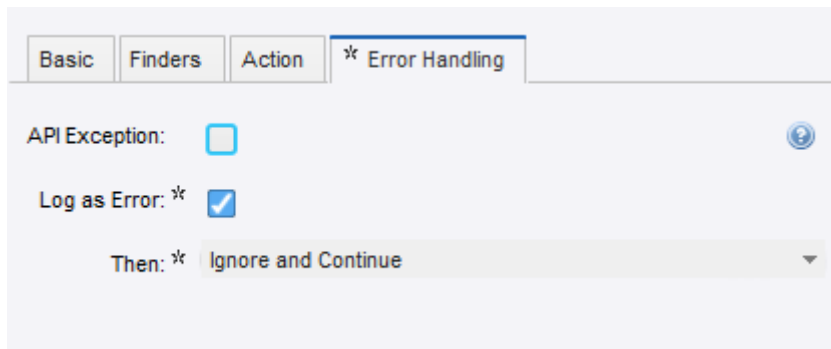 Basic Finders Action * Error Handling
API Exception:
Log as Error: *
Then: * Ignore and Continue